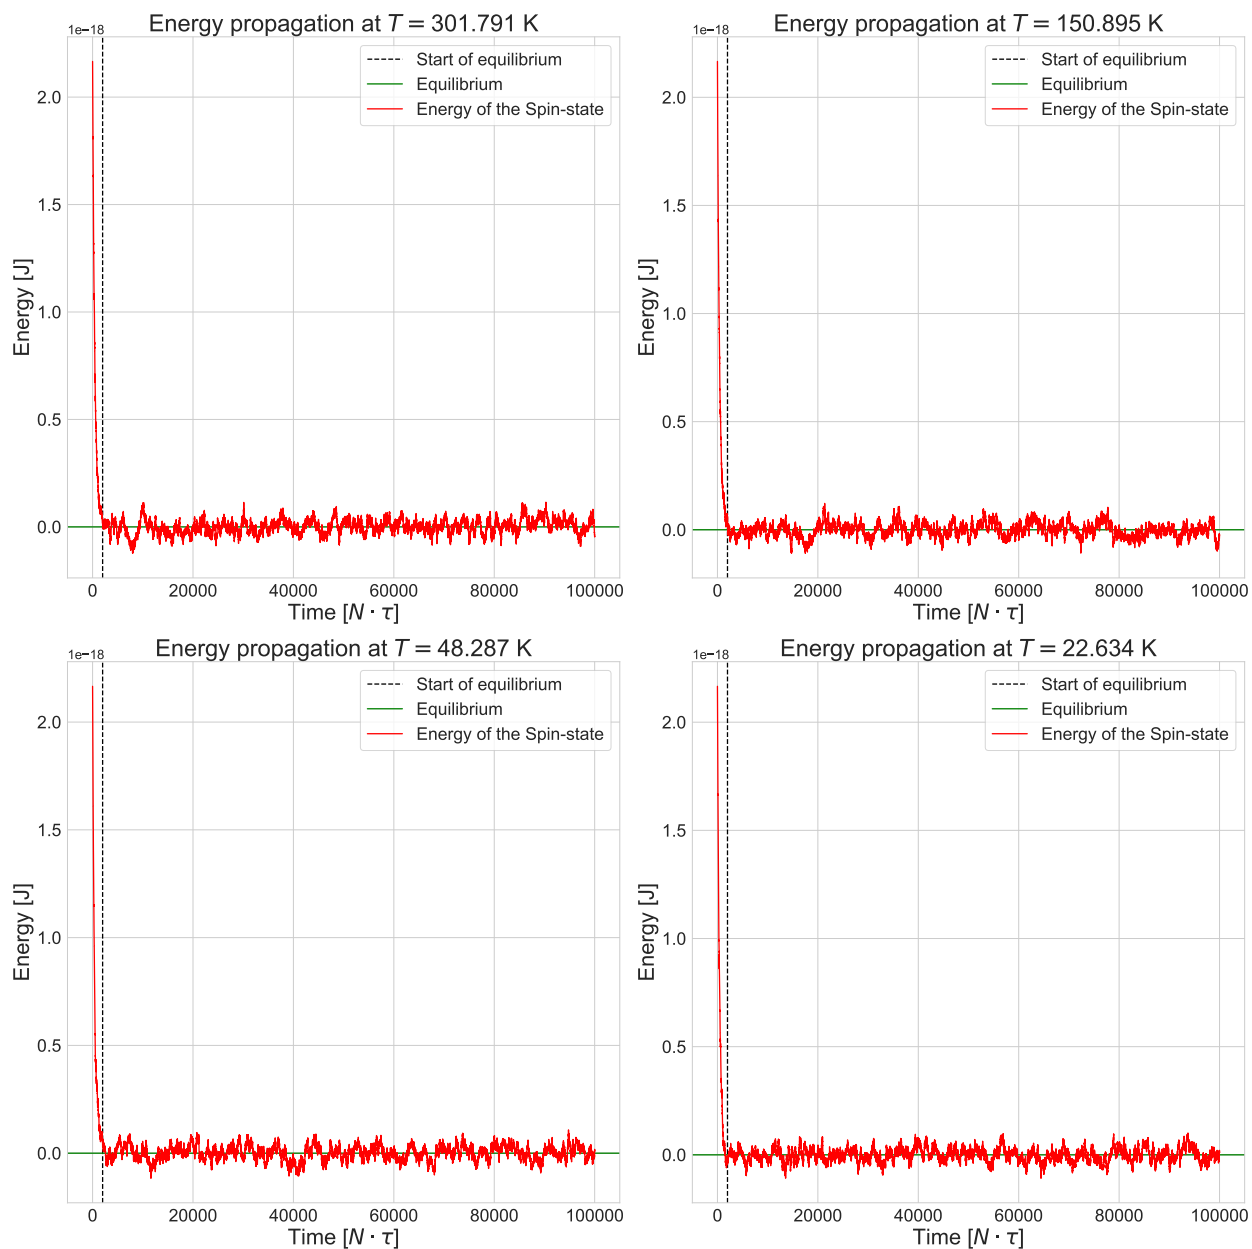 Energy propagation at T = 301.791 K
1e−18
Start of equilibrium
Equilibrium
Energy of the Spin-state
2.0
1.5
1.0
0.5
0.0
Energy [J]
0 20000 40000 60000 80000 100000
Time [N · τ]
Energy propagation at T = 150.895 K
1e−18
Start of equilibrium
Equilibrium
Energy of the Spin-state
2.0
1.5
1.0
0.5
0.0
Energy [J]
0 20000 40000 60000 80000 100000
Time [N · τ]
Energy propagation at T = 48.287 K
1e−18
Start of equilibrium
Equilibrium
Energy of the Spin-state
2.0
1.5
1.0
0.5
0.0
Energy [J]
0 20000 40000 60000 80000 100000
Time [N · τ]
Energy propagation at T = 22.634 K
1e−18
Start of equilibrium
Equilibrium
Energy of the Spin-state
2.0
1.5
1.0
0.5
0.0
Energy [J]
0 20000 40000 60000 80000 100000
Time [N · τ]